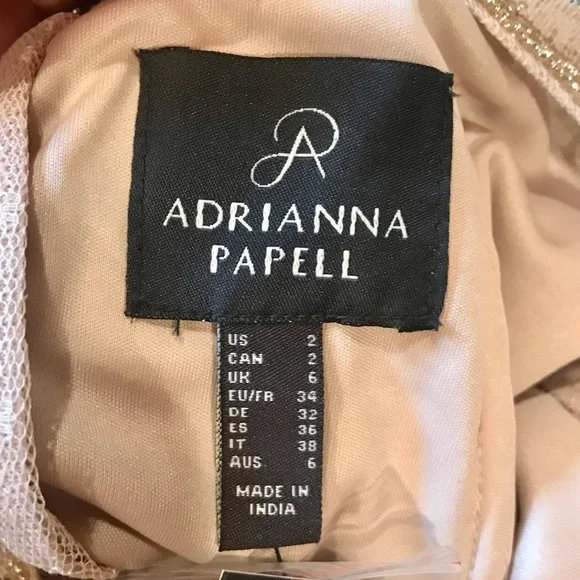 ADRIANNA
PAPELL
US 2
CAN 2
UK 6
EU/FR 34
DE 32
ES 36
IT 38
AUS 6
MADE IN
INDIA